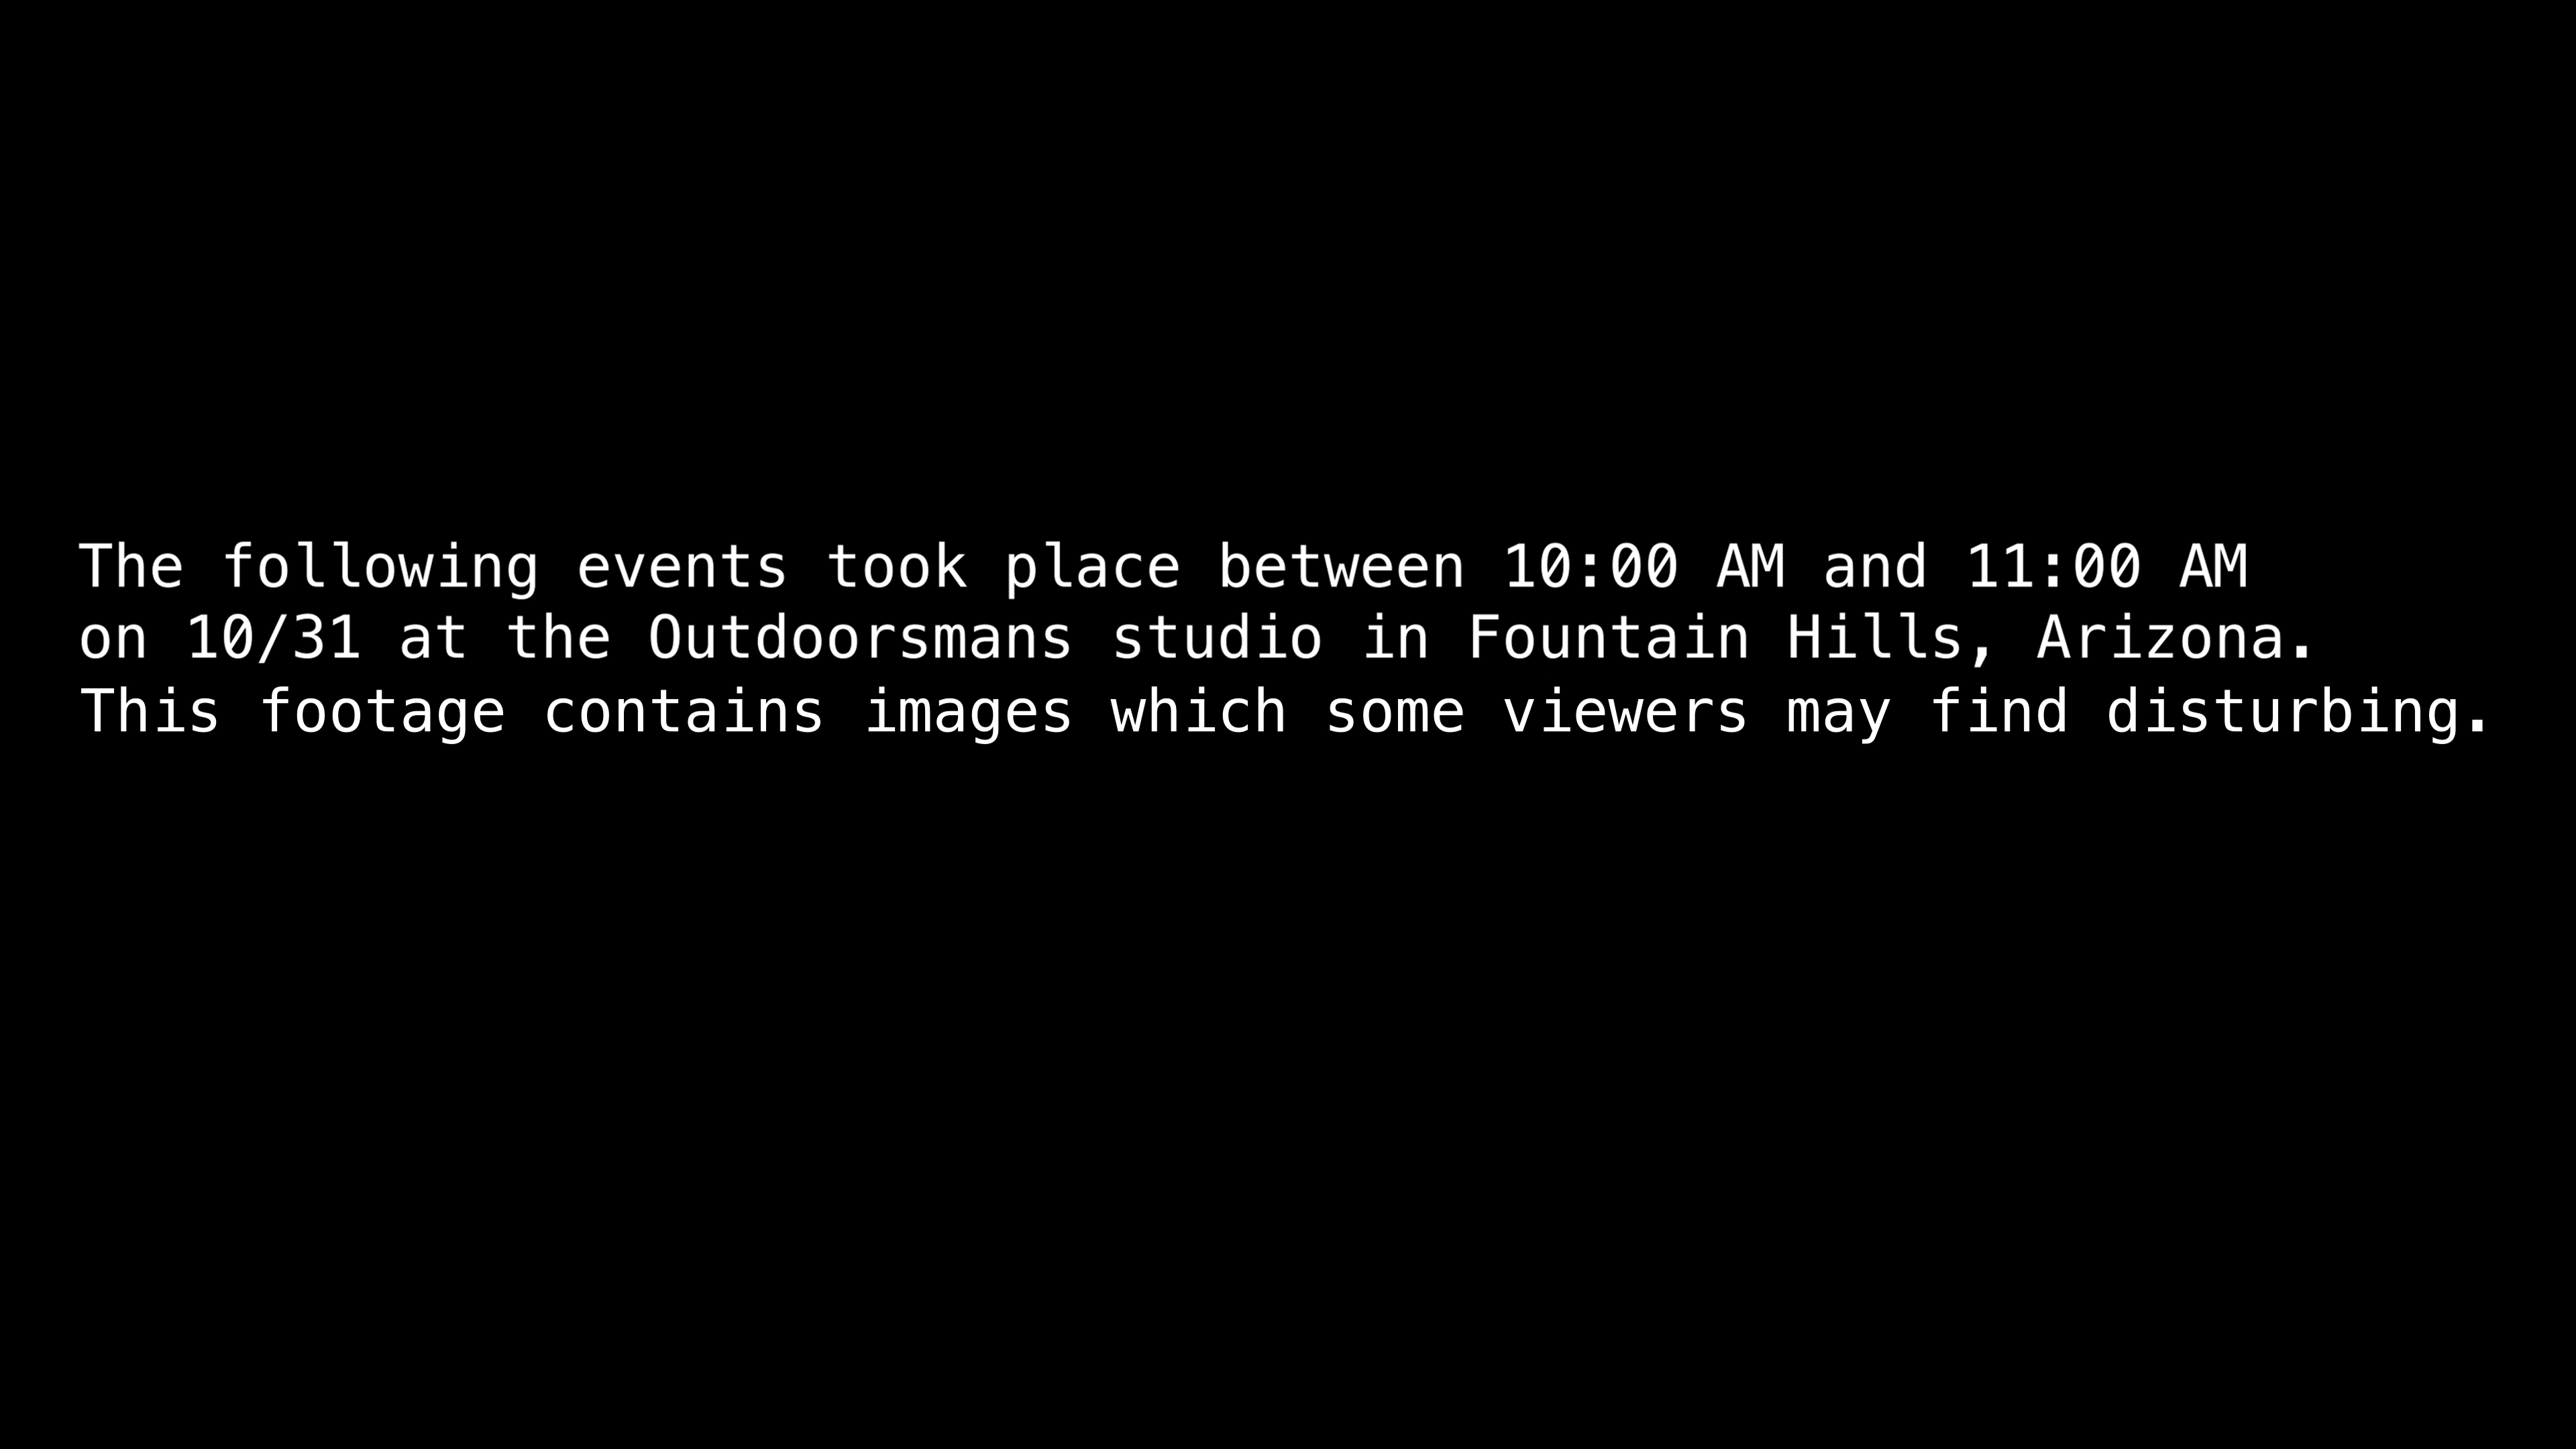 The following events took place between 10:00 AM and 11:00 AM
on 10/31 at the Outdoorsmans studio in Fountain Hills, Arizona.
This footage contains images which some viewers may find disturbing.